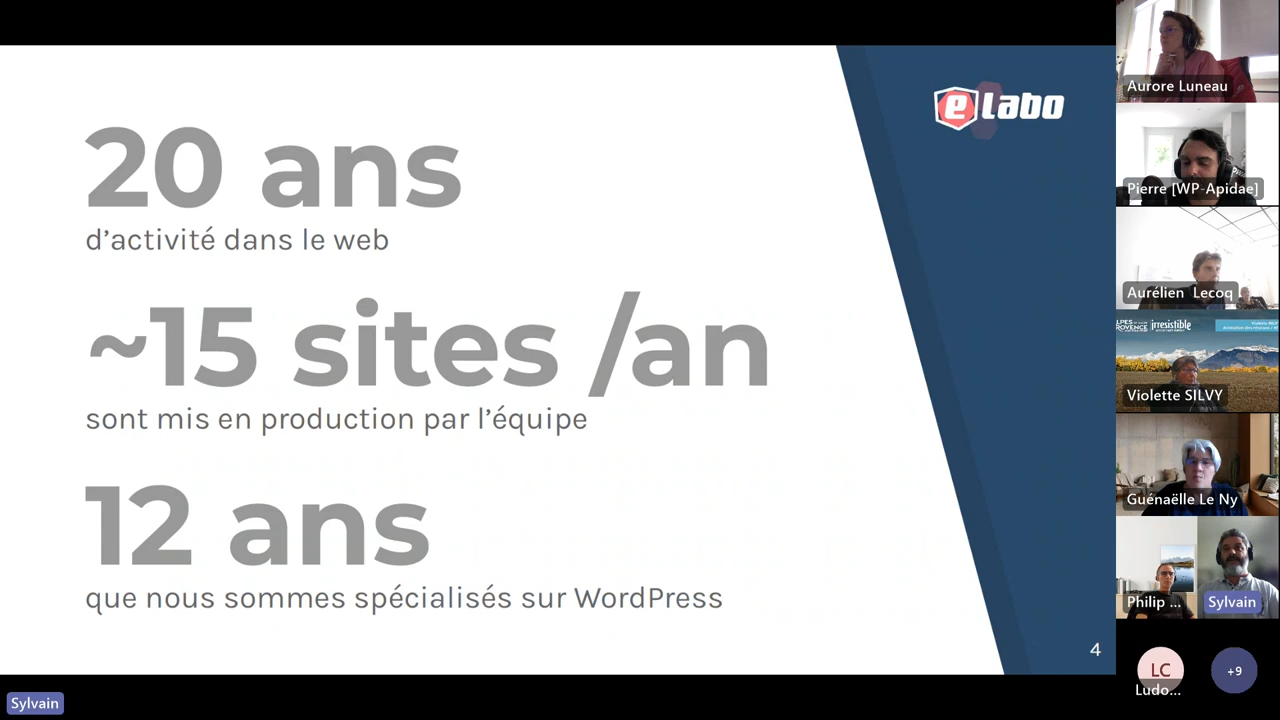 20 ans
d’activité dans le web
~15 sites /an
sont mis en production par l’équipe
12 ans
que nous sommes spécialisés sur WordPress
e Labo
4
Sylvain
Aurore Luneau
Pierre [WP-Apidae]
Aurélien Lecoq
irresistible
Violette SILVY
Guénaëlle Le Ny
Philip ...
Sylvain
LC
Ludo...
+9